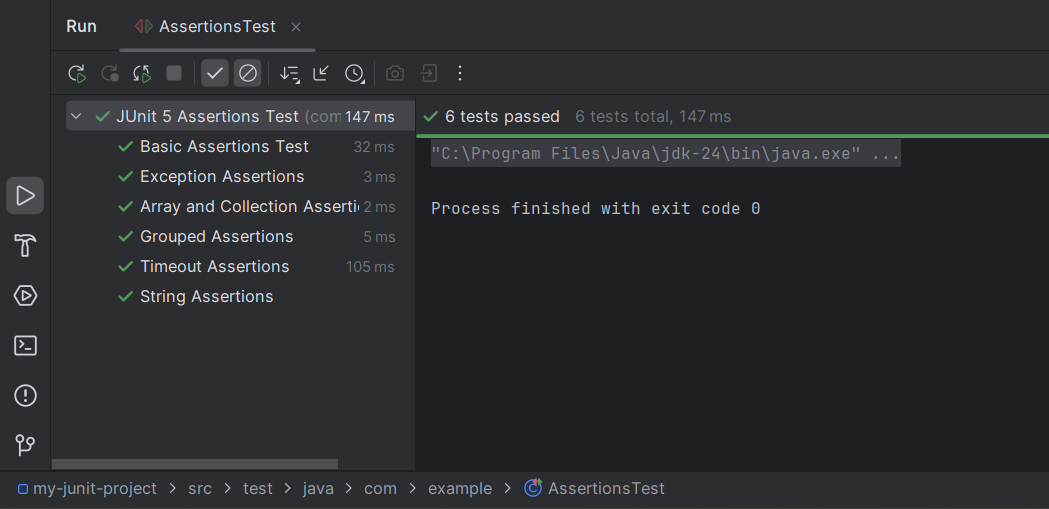 Run AssertionsTest
JUnit 5 Assertions Test (com 147 ms
Basic Assertions Test 32 ms
Exception Assertions 3 ms
Array and Collection Asserti 2 ms
Grouped Assertions 5 ms
Timeout Assertions 105 ms
String Assertions
6 tests passed 6 tests total, 147 ms
"C:\Program Files\Java\jdk-24\bin\java.exe" ...
Process finished with exit code 0
my-junit-project > src > test > java > com > example > AssertionsTest